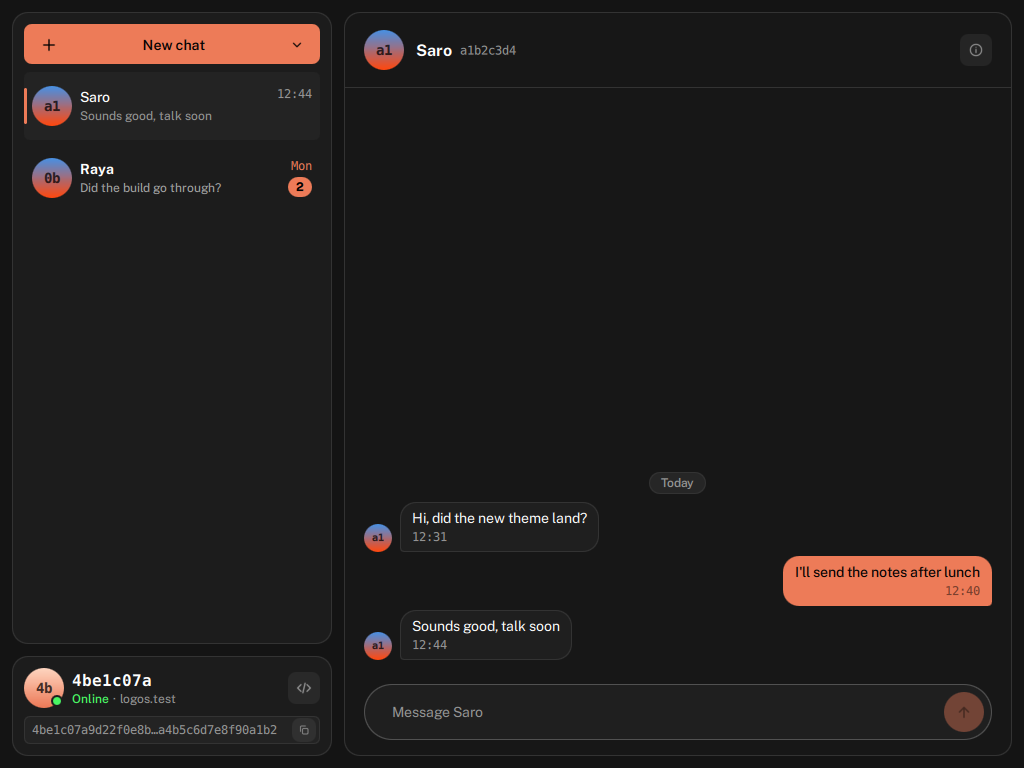 New chat
a1
Saro
12:44
Sounds good, talk soon
0b
Raya
Mon
Did the build go through?
2
4b
4be1c07a
Online · logos.test
4be1c07a9d22f0e8b…a4b5c6d7e8f90a1b2
a1
Saro a1b2c3d4
Today
Hi, did the new theme land?
a1
12:31
I'll send the notes after lunch
12:40
Sounds good, talk soon
a1
12:44
Message Saro